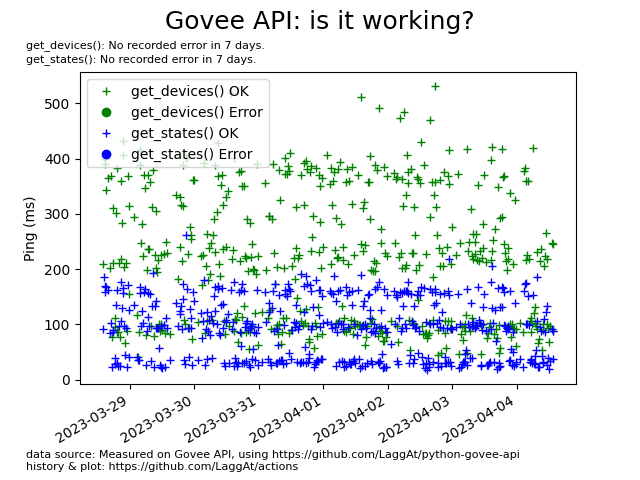 Govee API: is it working?
get_devices(): No recorded error in 7 days.
get_states(): No recorded error in 7 days.
get_devices() OK
get_devices() Error
get_states() OK
get_states() Error
Ping (ms)
500
400
300
200
100
0
2023-03-29
2023-03-30
2023-03-31
2023-04-01
2023-04-02
2023-04-03
2023-04-04
data source: Measured on Govee API, using https://github.com/LaggAt/python-govee-api
history & plot: https://github.com/LaggAt/actions